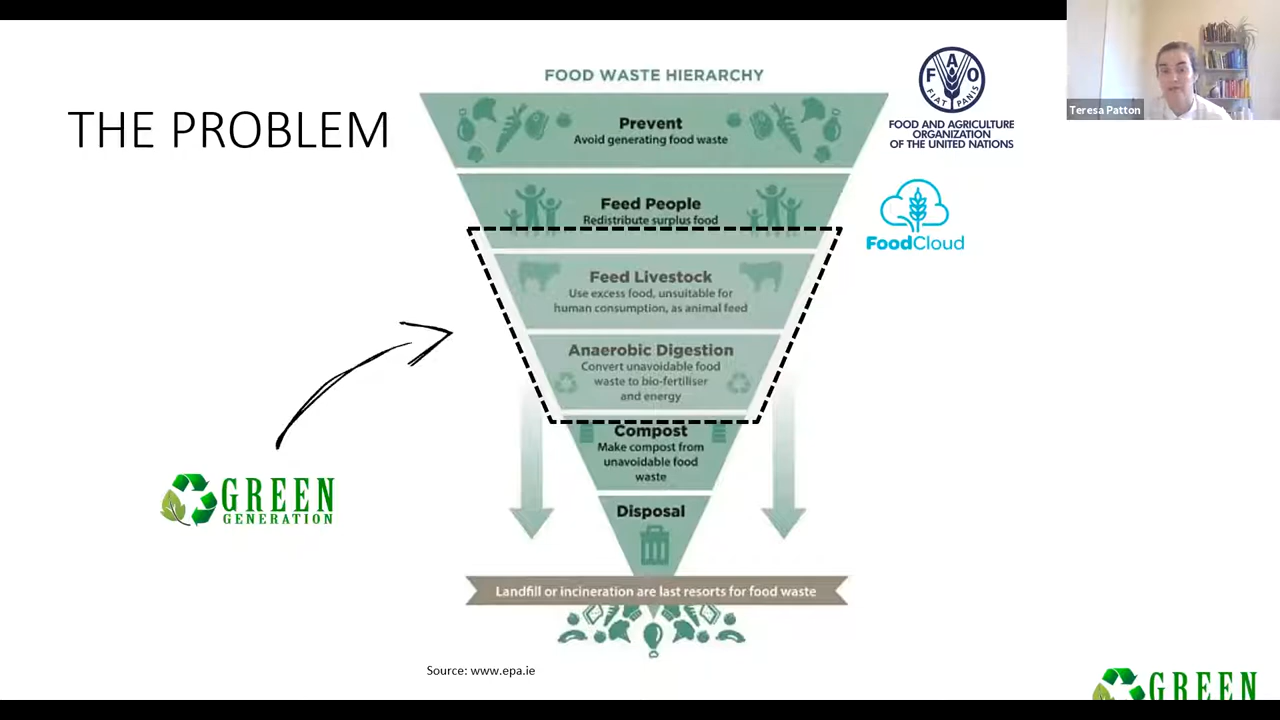 THE PROBLEM
FOOD WASTE HIERARCHY
Prevent
Avoid generating food waste
Feed People
Redistribute surplus food
Feed Livestock
Use excess food, unsuitable for
human consumption, as animal feed
Anaerobic Digestion
Convert unavoidable food
waste to bio-fertiliser
and energy
Compost
Make compost from
unavoidable food
waste
Disposal
Landfill or incineration are last resorts for food waste
Source: www.epa.ie
FAO
FIAT PANIS
FOOD AND AGRICULTURE
ORGANIZATION
OF THE UNITED NATIONS
FoodCloud
Teresa Patton
GREEN
GENERATION
GREEN